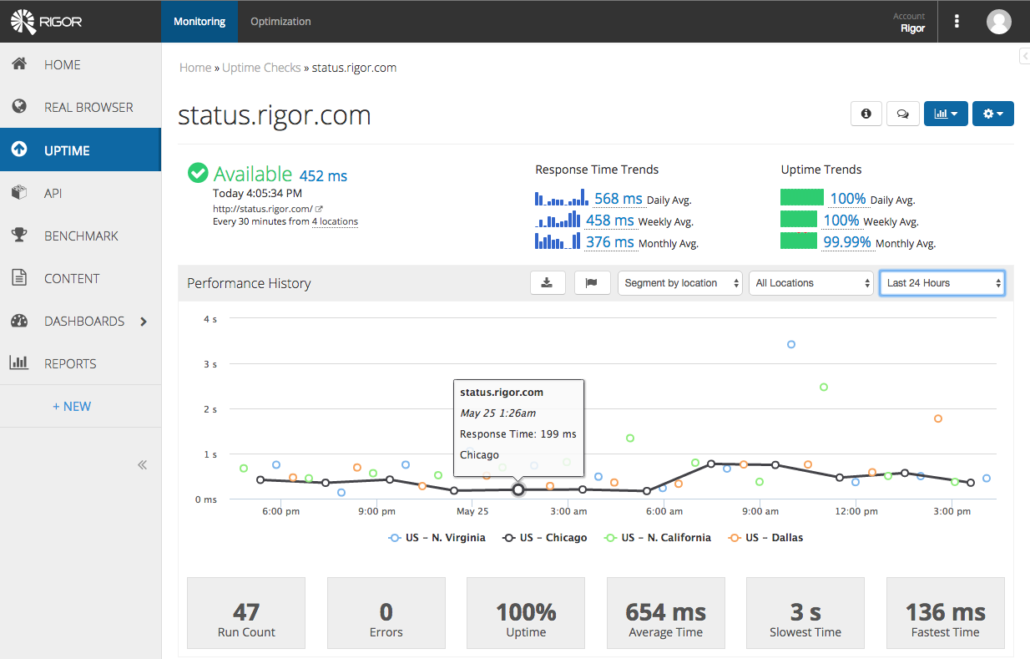 RIGOR
Monitoring
Optimization
Account
Rigor
HOME
REAL BROWSER
UPTIME
API
BENCHMARK
CONTENT
DASHBOARDS
REPORTS
+ NEW
«
Home » Uptime Checks » status.rigor.com
status.rigor.com
Available 452 ms
Today 4:05:34 PM
http://status.rigor.com/
Every 30 minutes from 4 locations
Response Time Trends
568 ms Daily Avg.
458 ms Weekly Avg.
376 ms Monthly Avg.
Uptime Trends
100% Daily Avg.
100% Weekly Avg.
99.99% Monthly Avg.
Performance History
Segment by location
All Locations
Last 24 Hours
4 s
3 s
2 s
1 s
0 ms
status.rigor.com
May 25 1:26am
Response Time: 199 ms
Chicago
6:00 pm
9:00 pm
May 25
3:00 am
6:00 am
9:00 am
12:00 pm
3:00 pm
US - N. Virginia
US - Chicago
US - N. California
US - Dallas
47
Run Count
0
Errors
100%
Uptime
654 ms
Average Time
3 s
Slowest Time
136 ms
Fastest Time